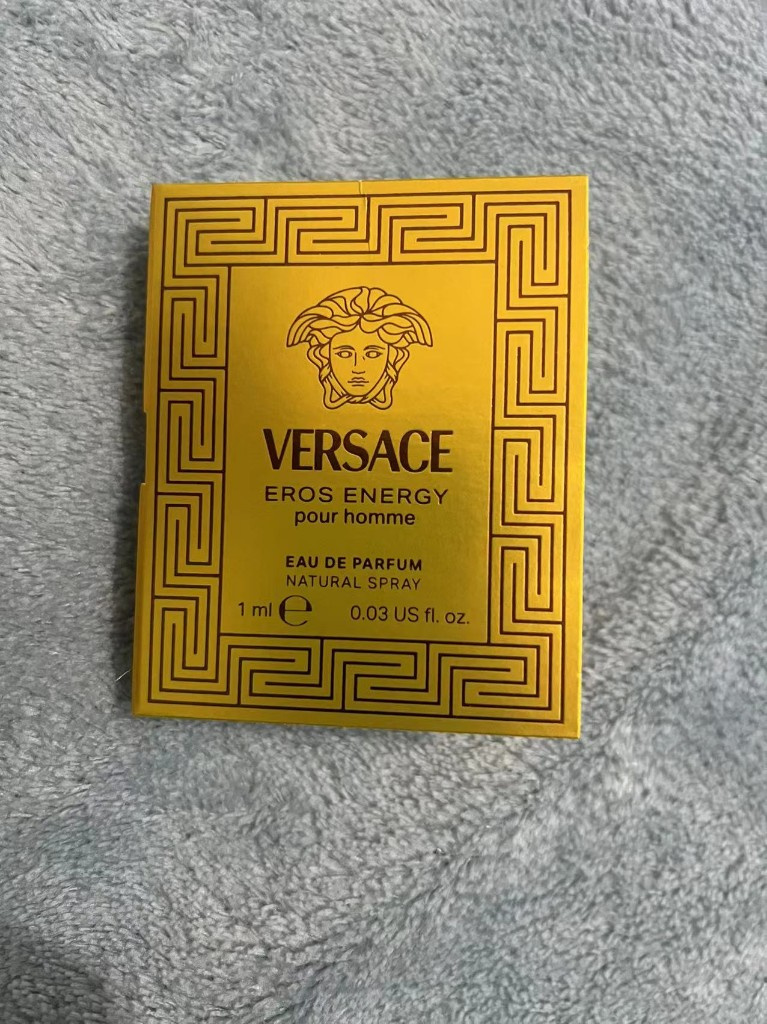 VERSACE
EROS ENERGY
pour homme
EAU DE PARFUM
NATURAL SPRAY
1 ml ℮ 0.03 US fl. oz.